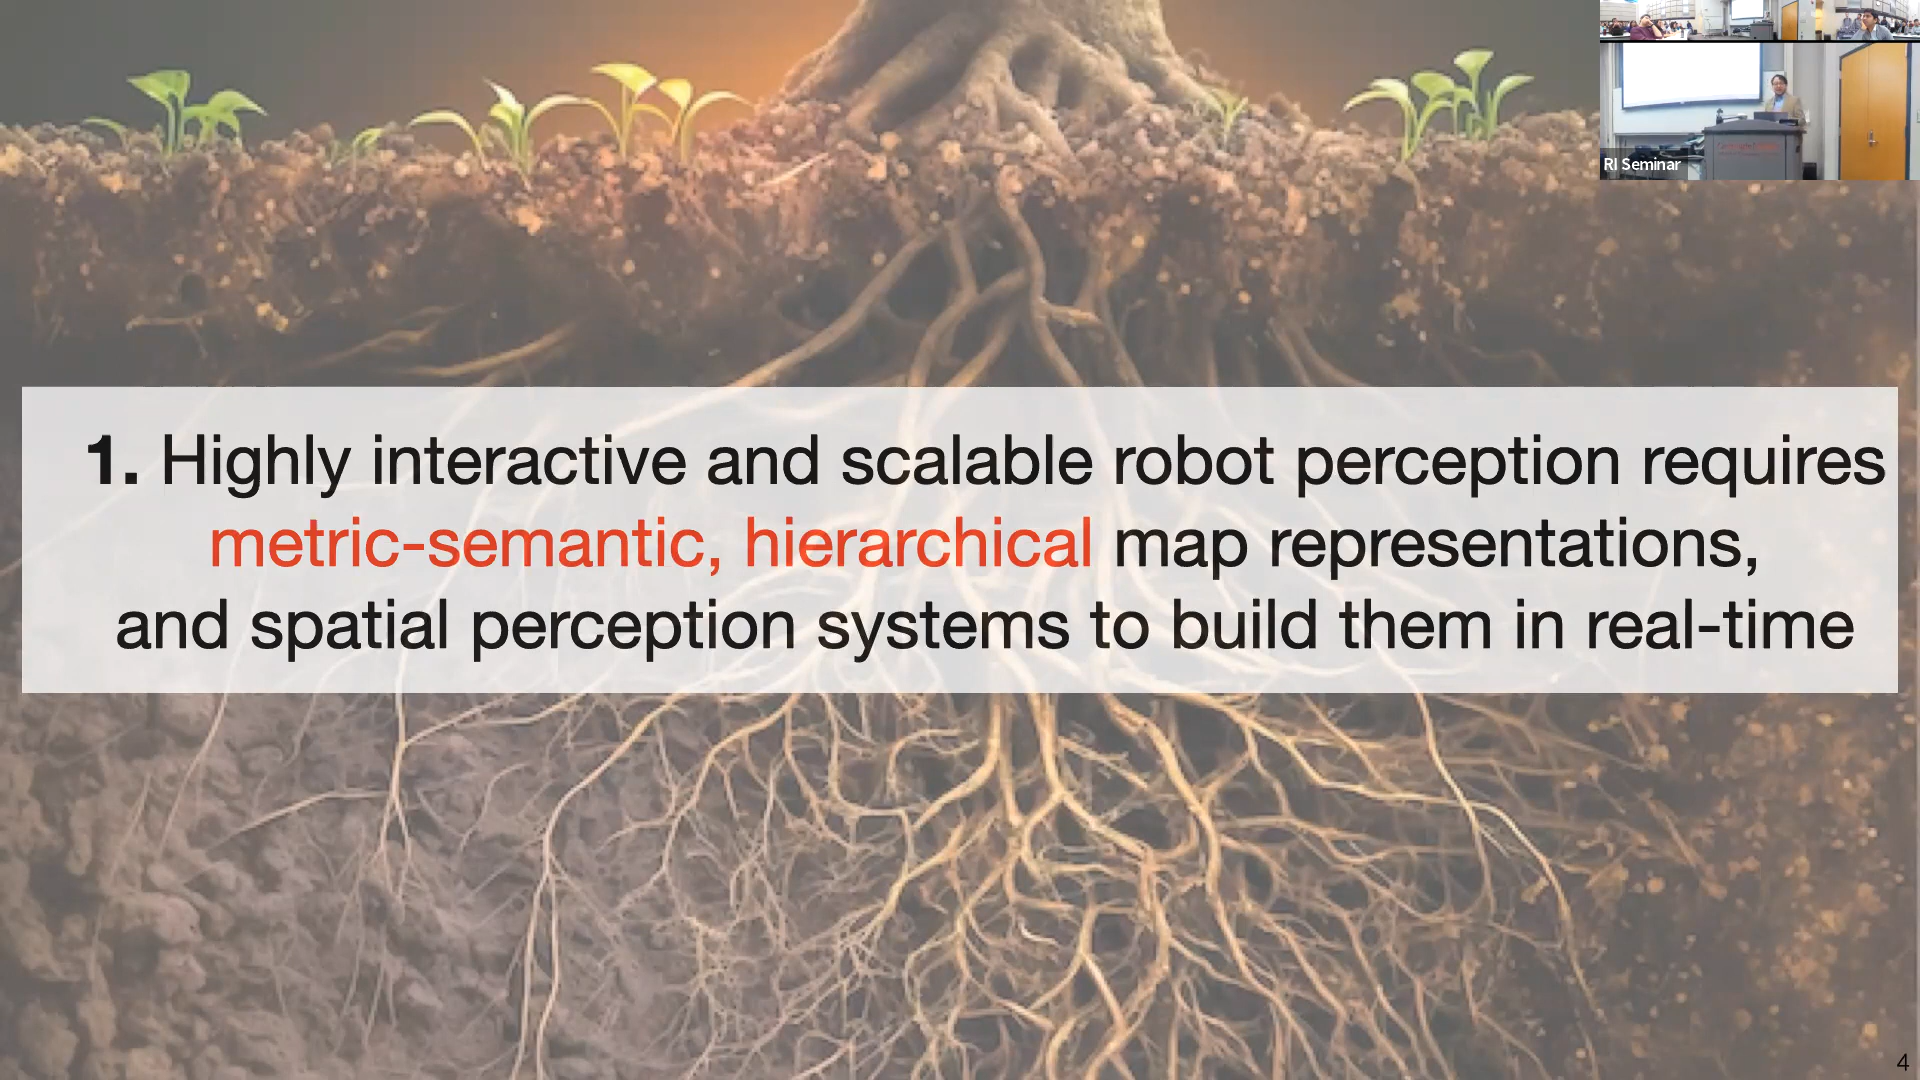 RI Seminar
1. Highly interactive and scalable robot perception requires
metric-semantic, hierarchical map representations,
and spatial perception systems to build them in real-time
4